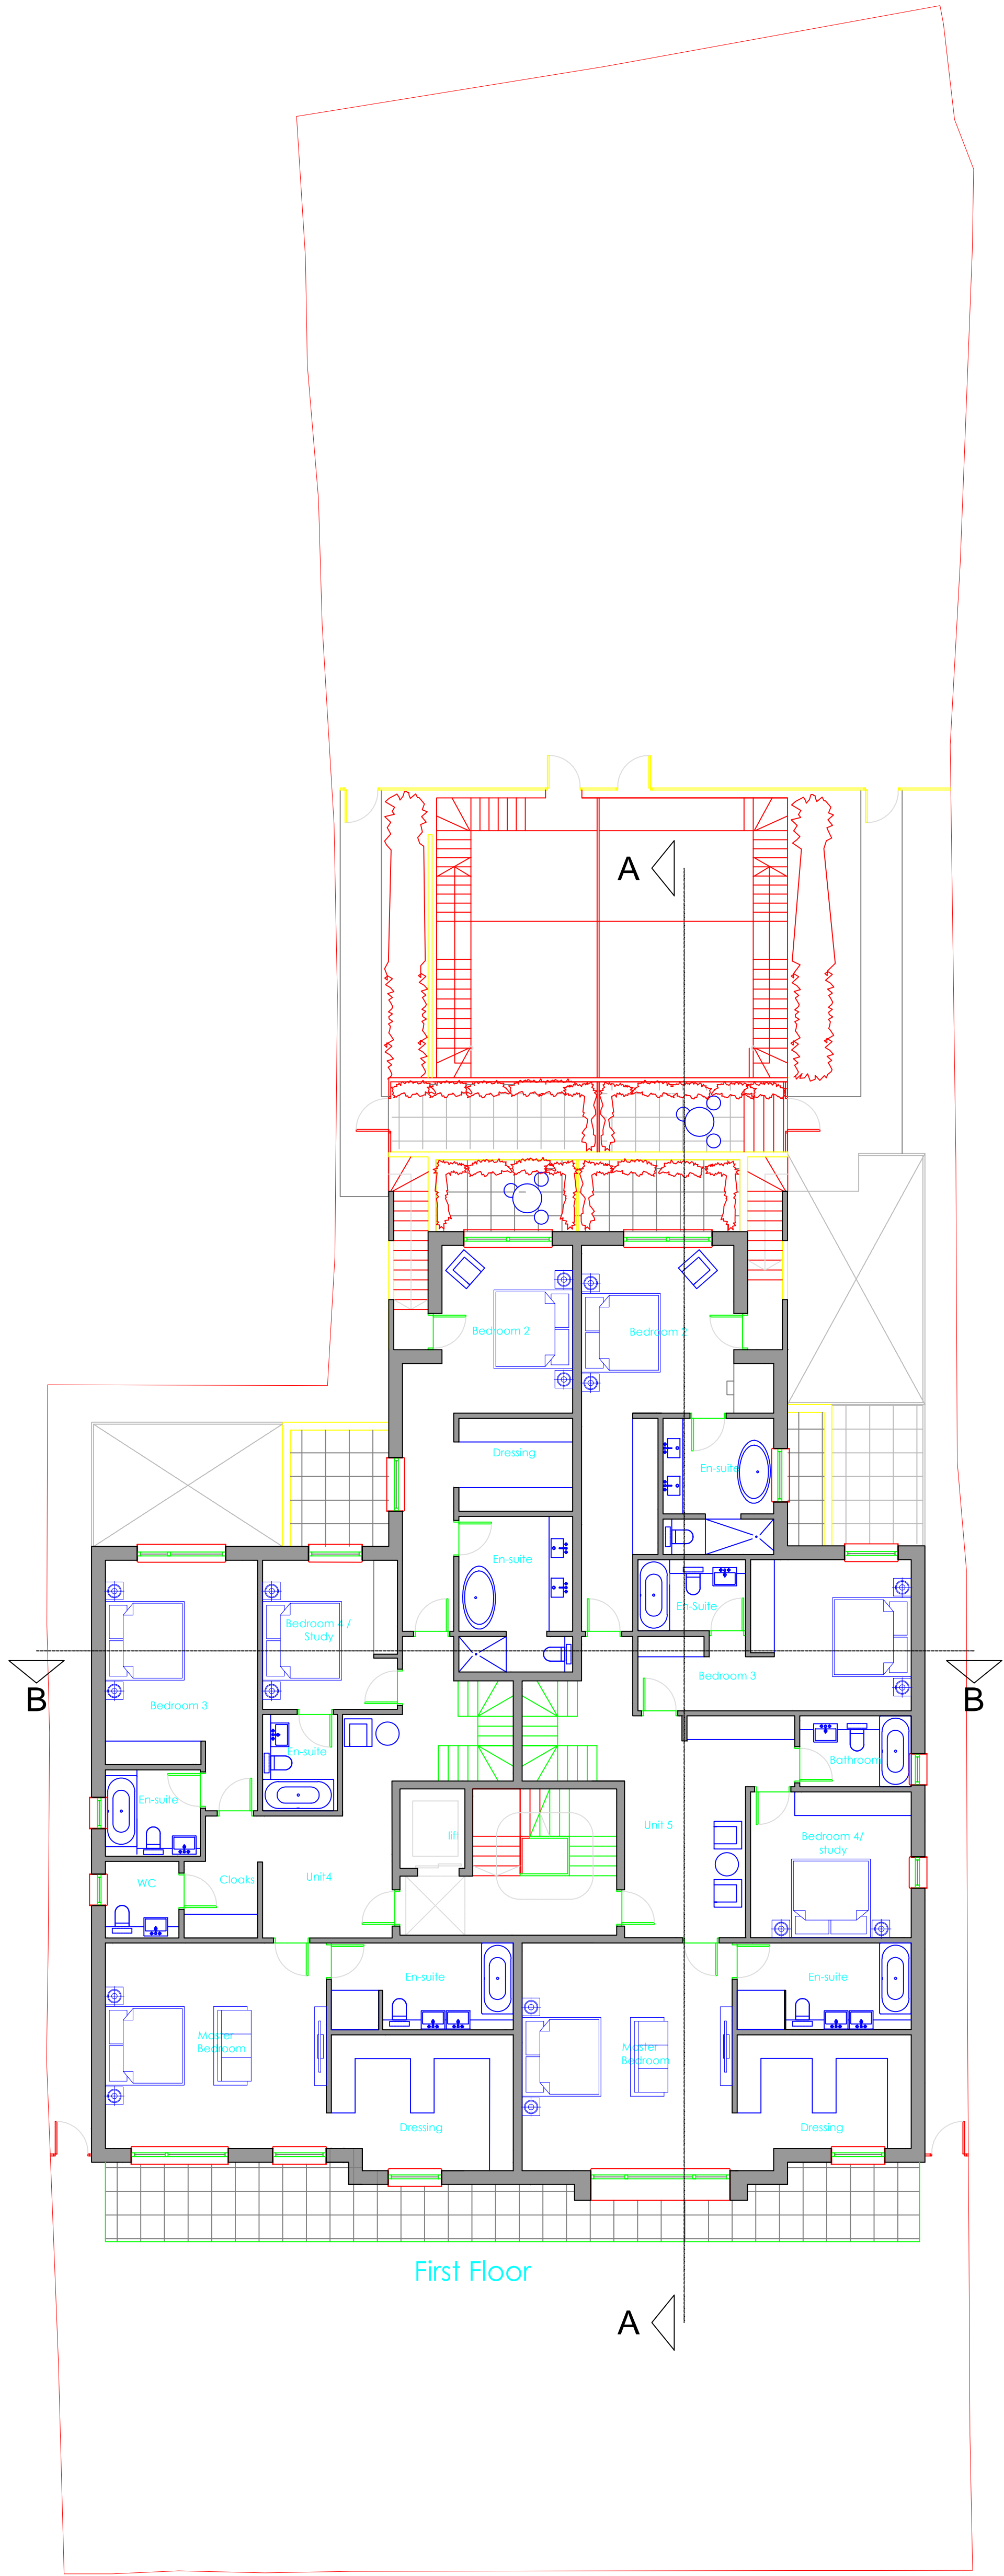 A
Bedroom 2
Bedroom 2
Dressing
En-suite
En-suite
En-Suite
Bedroom 4 /
Study
Bedroom 3
B
Bedroom 3
B
En-suite
Bathroom
En-suite
lift
Unit 5
Bedroom 4/
study
WC
Cloaks
Unit4
En-suite
En-suite
Master
Bedroom
Master
Bedroom
Dressing
Dressing
First Floor
A